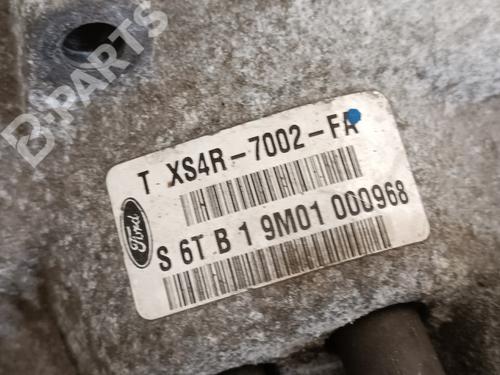 B-PARTS
T XS4R-7002-FA
Ford
S 6T B 1 9M01 000968